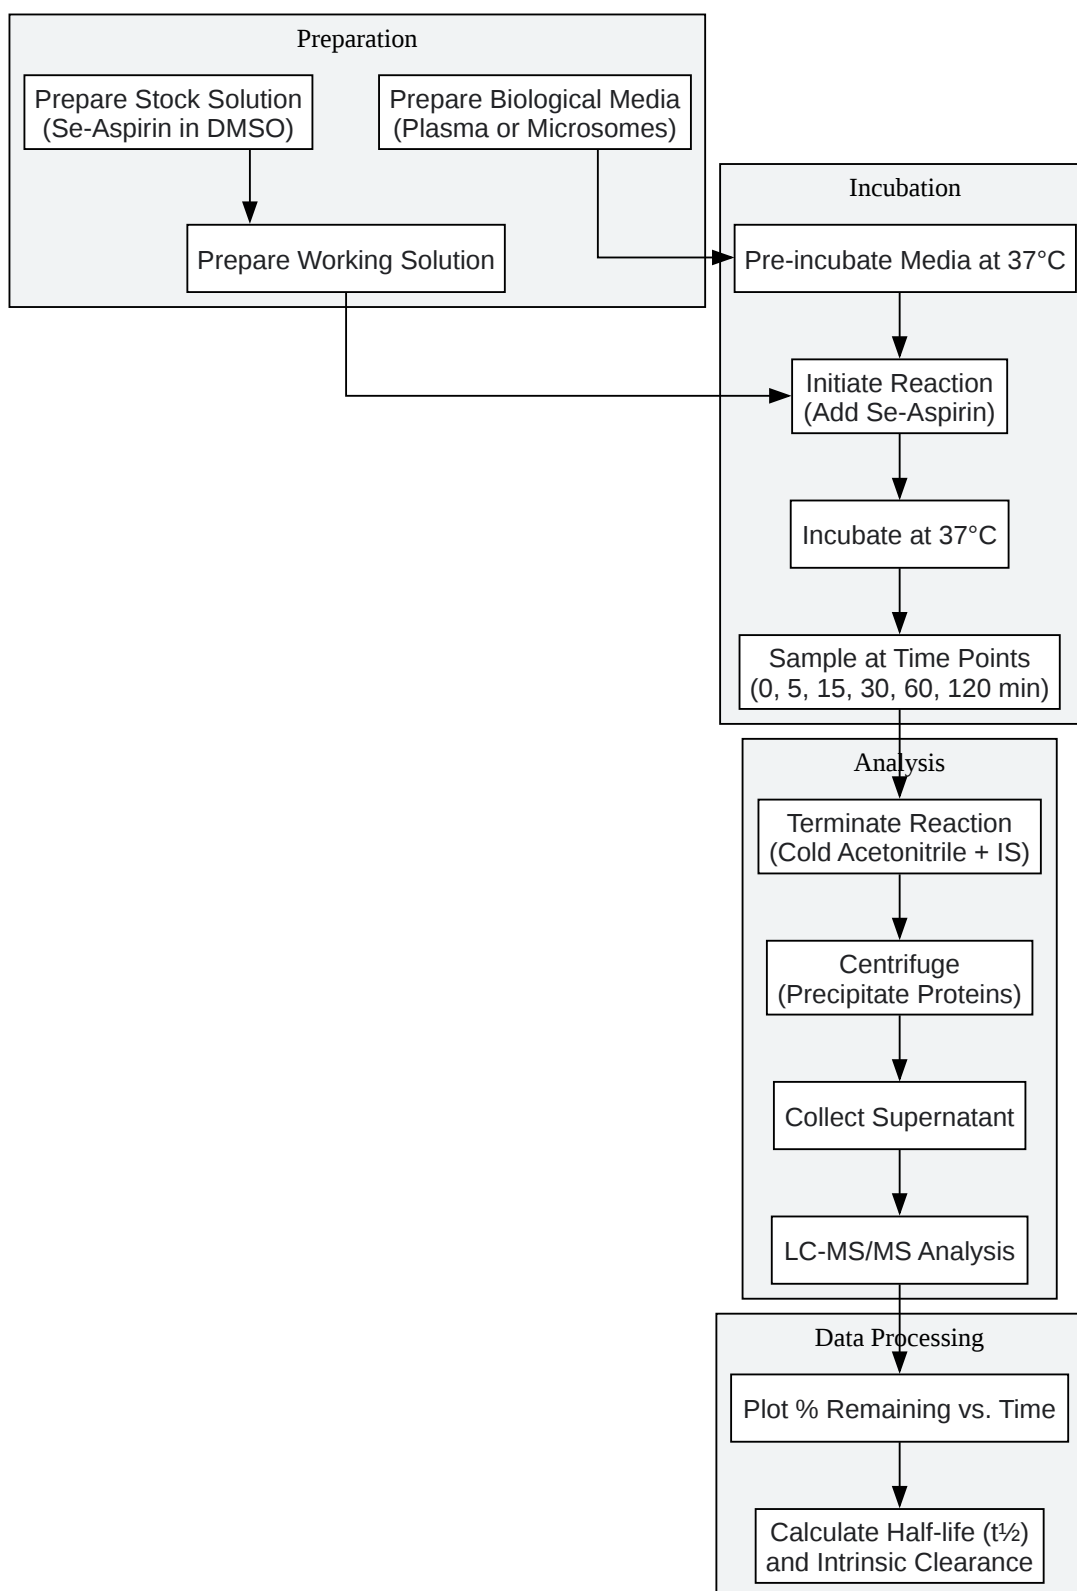 Preparation
Prepare Stock Solution
(Se-Aspirin in DMSO)
Prepare Biological Media
(Plasma or Microsomes)
Prepare Working Solution
Incubation
Pre-incubate Media at 37°C
Initiate Reaction
(Add Se-Aspirin)
Incubate at 37°C
Sample at Time Points
(0, 5, 15, 30, 60, 120 min)
Analysis
Terminate Reaction
(Cold Acetonitrile + IS)
Centrifuge
(Precipitate Proteins)
Collect Supernatant
LC-MS/MS Analysis
Data Processing
Plot % Remaining vs. Time
Calculate Half-life (t½)
and Intrinsic Clearance